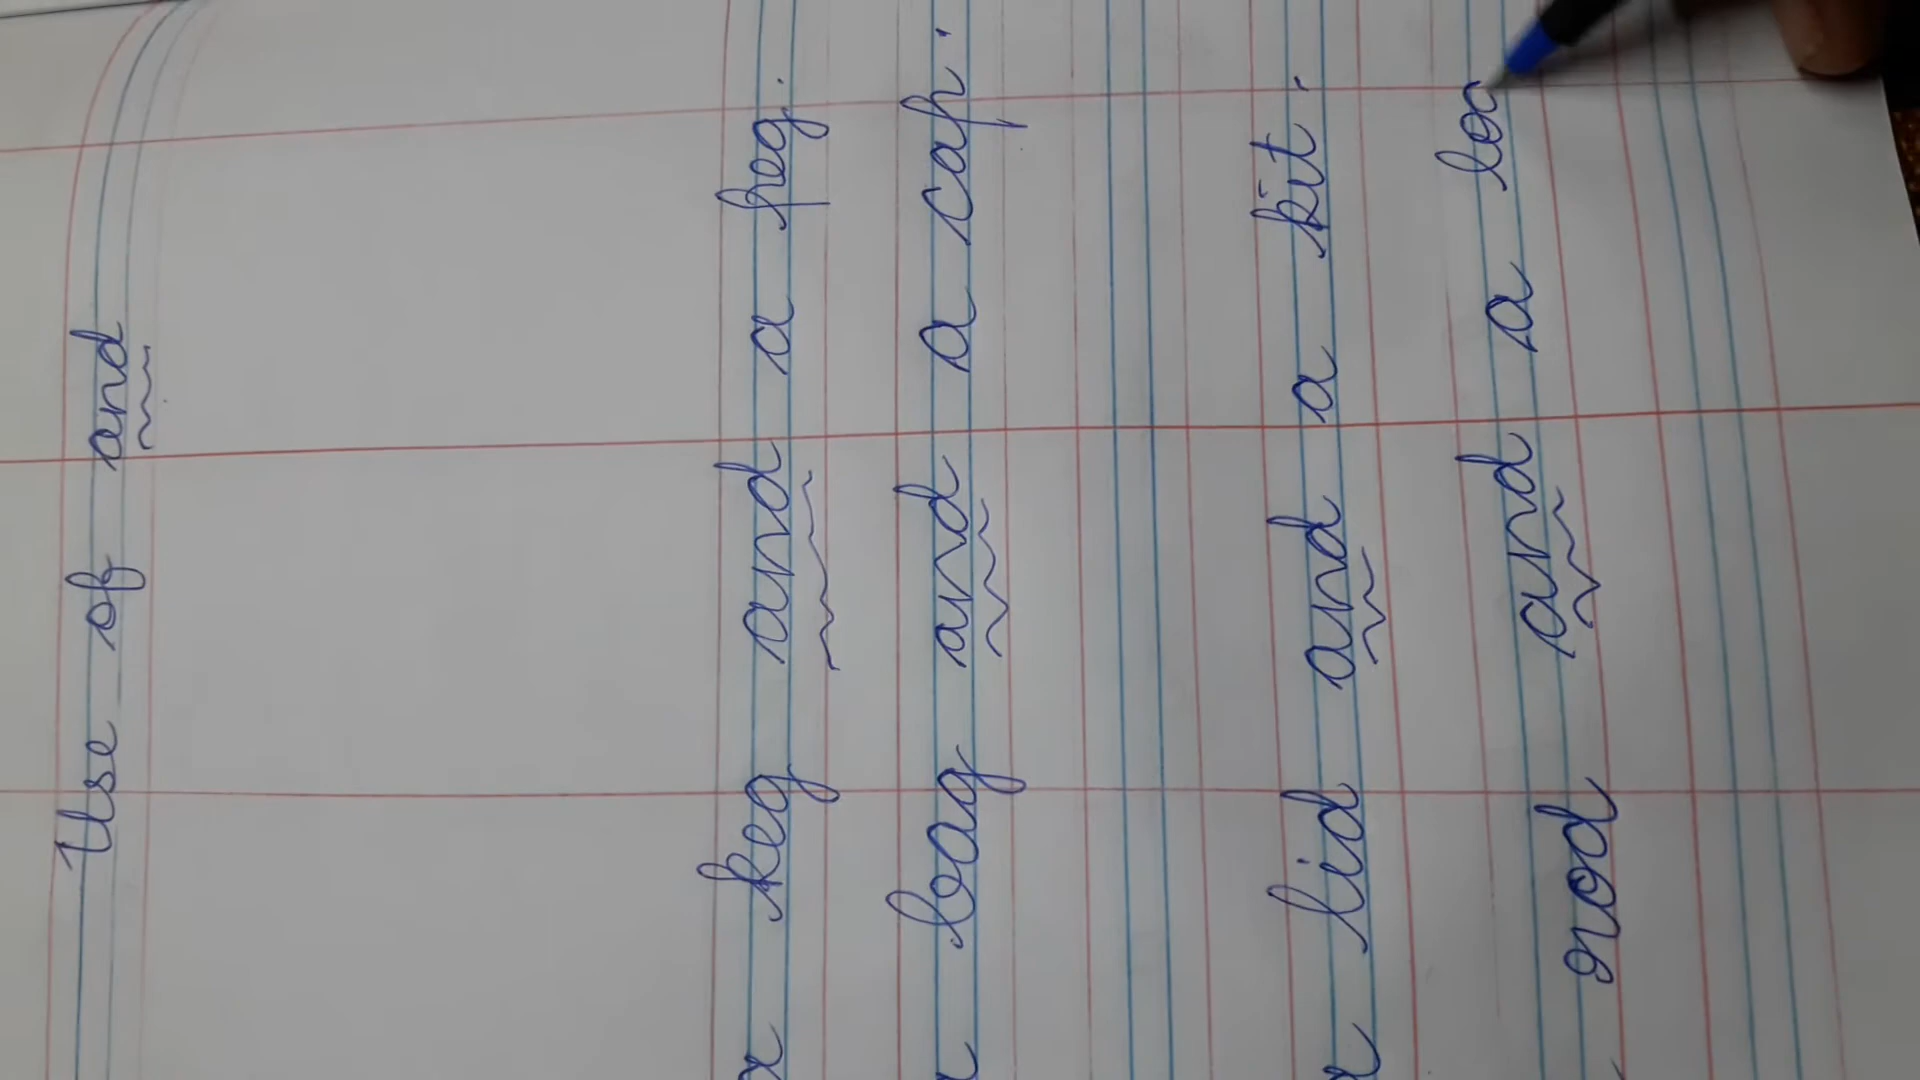 Use of and
a keg and a peg.
a bag and a cap.
a lid and a kit.
rod and a